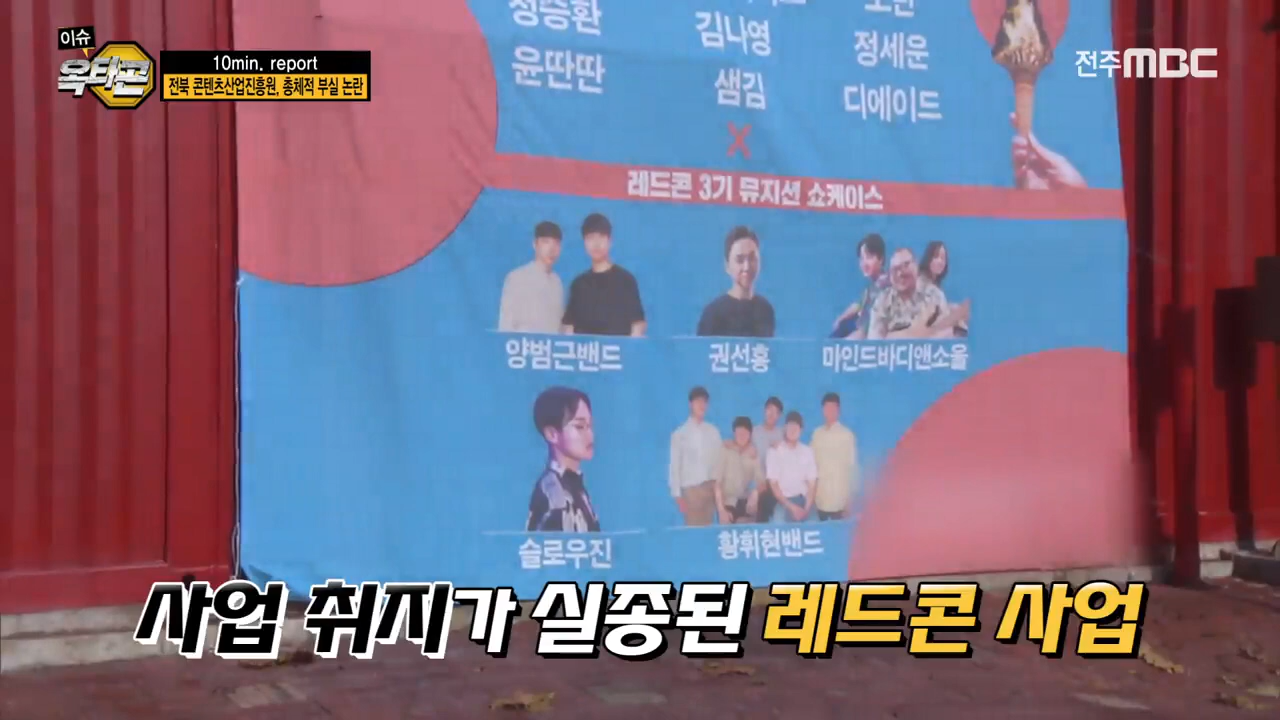 이슈
옥타곤
10min. report
전북 콘텐츠산업진흥원, 총체적 부실 논란
전주MBC
정승환
김나영
정세운
윤딴딴
샘김
디에이드
X
레드콘 3기 뮤지션 쇼케이스
양범근밴드
권선홍
마인드바디앤소울
슬로우진
황휘현밴드
사업 취지가 실종된 레드콘 사업